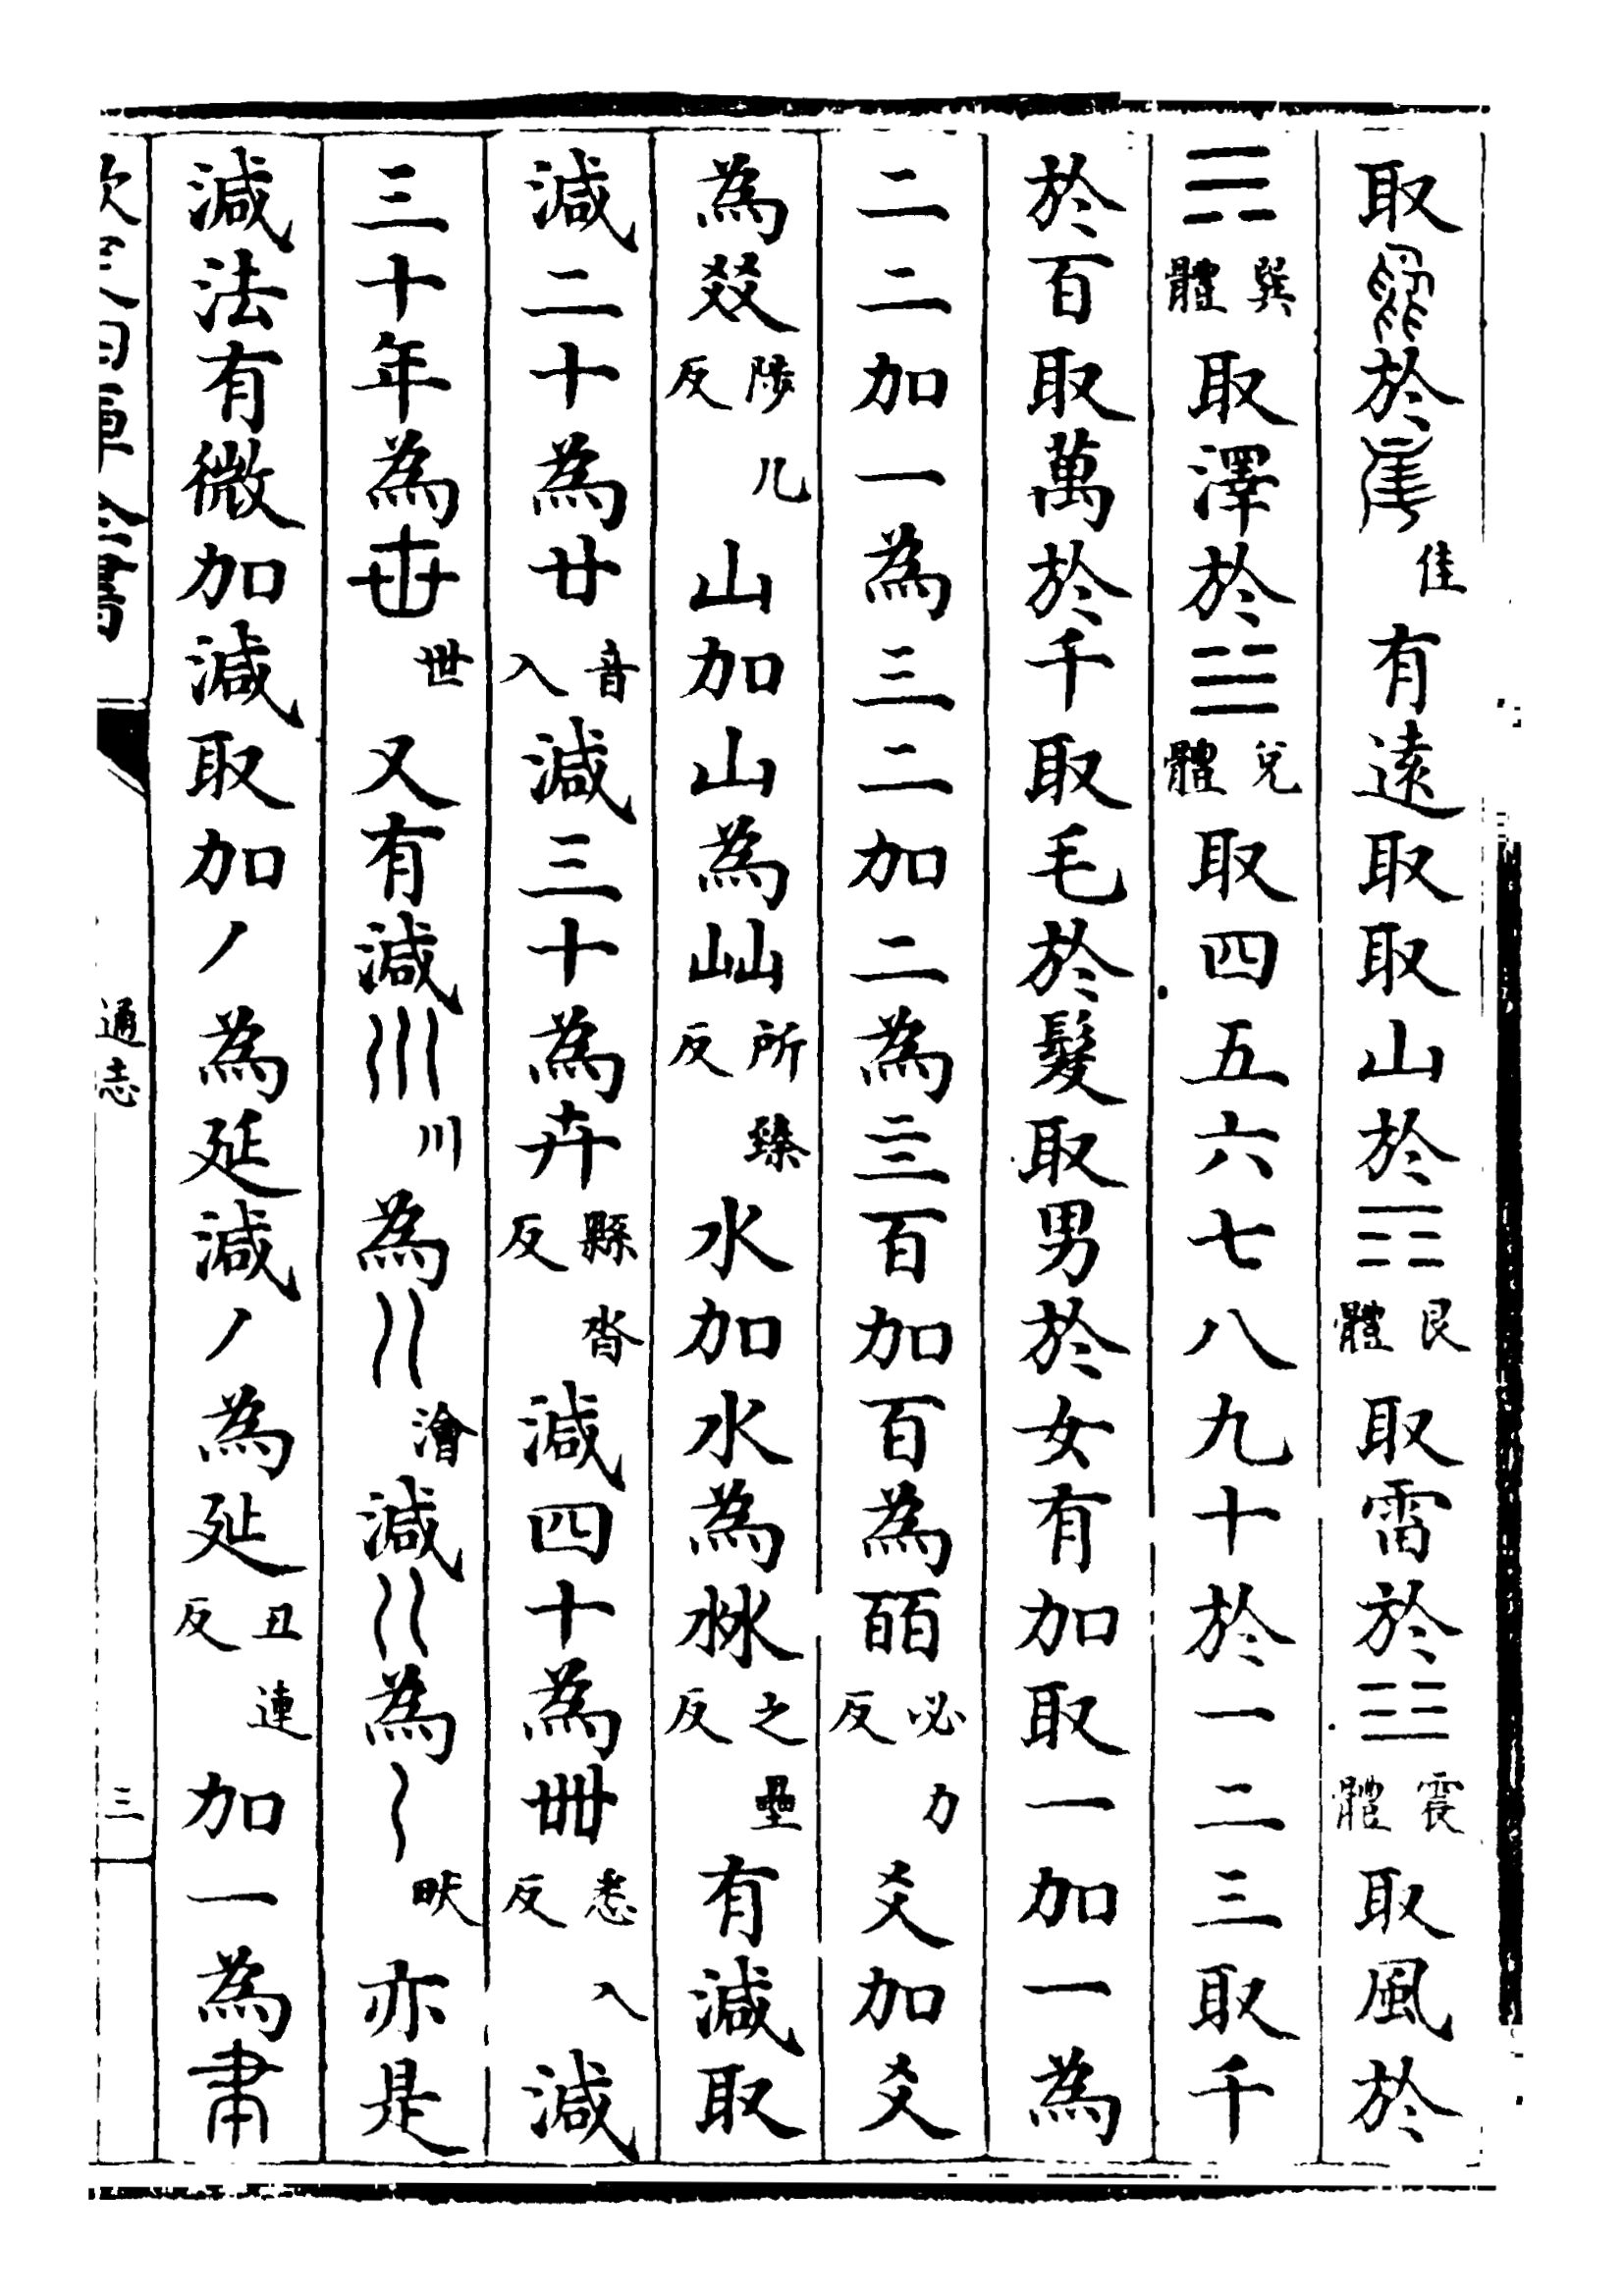 取於佳有遠取取山於☶艮體取雷於☳震體取風於
☴巽體取澤於☱兌體取四五六七八九十於一二三取千
於百取萬於千取毛於髮取男於女有加取一加一為
二二加一為三二加二為亖百加百為皕必力反爻加爻
為㸚陟几反山加山為屾所臻反水加水為沝之壘反有減取
減二十為廿音入減三十為卉縣沓反減四十為卌悉入反減
三十年為丗世又有減巛川為巜澮減巜為𡿨畎亦是
減法有微加減取加丿為延減丿為㢟丑連反加一為
欽定四庫全書 通志 三